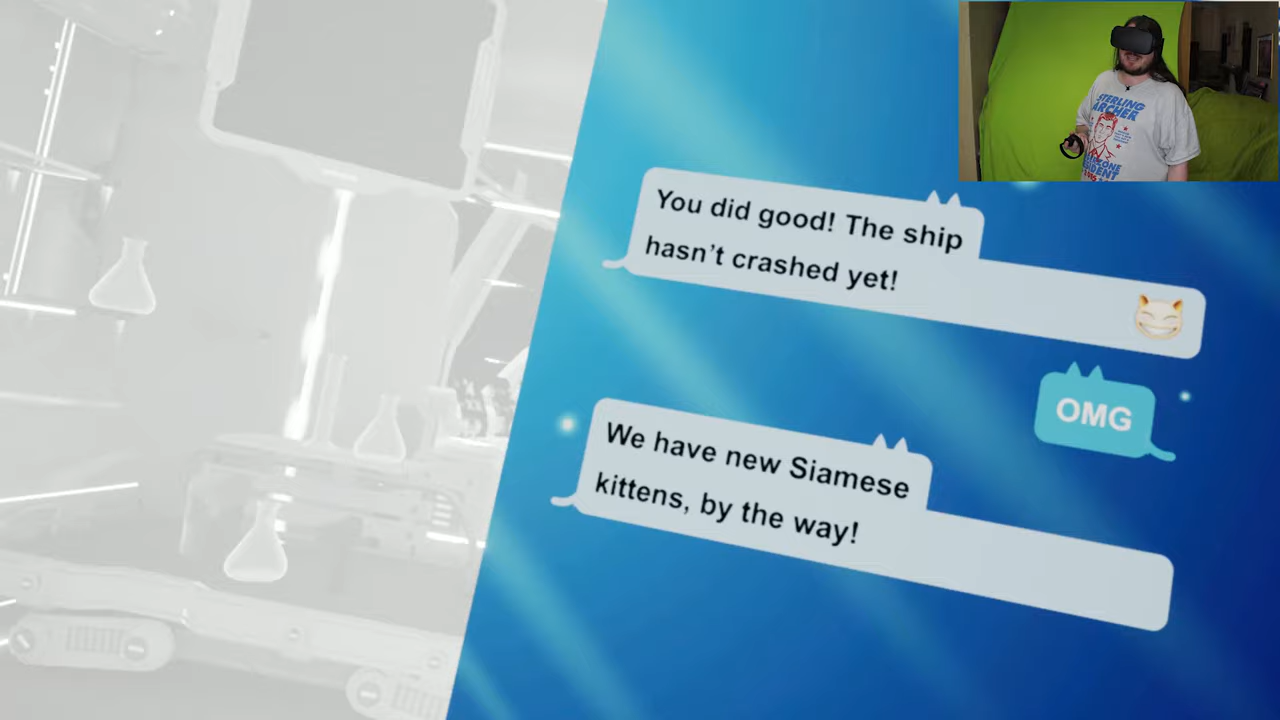 You did good! The ship
hasn't crashed yet!
OMG
We have new Siamese
kittens, by the way!
STERLING
ARCHER